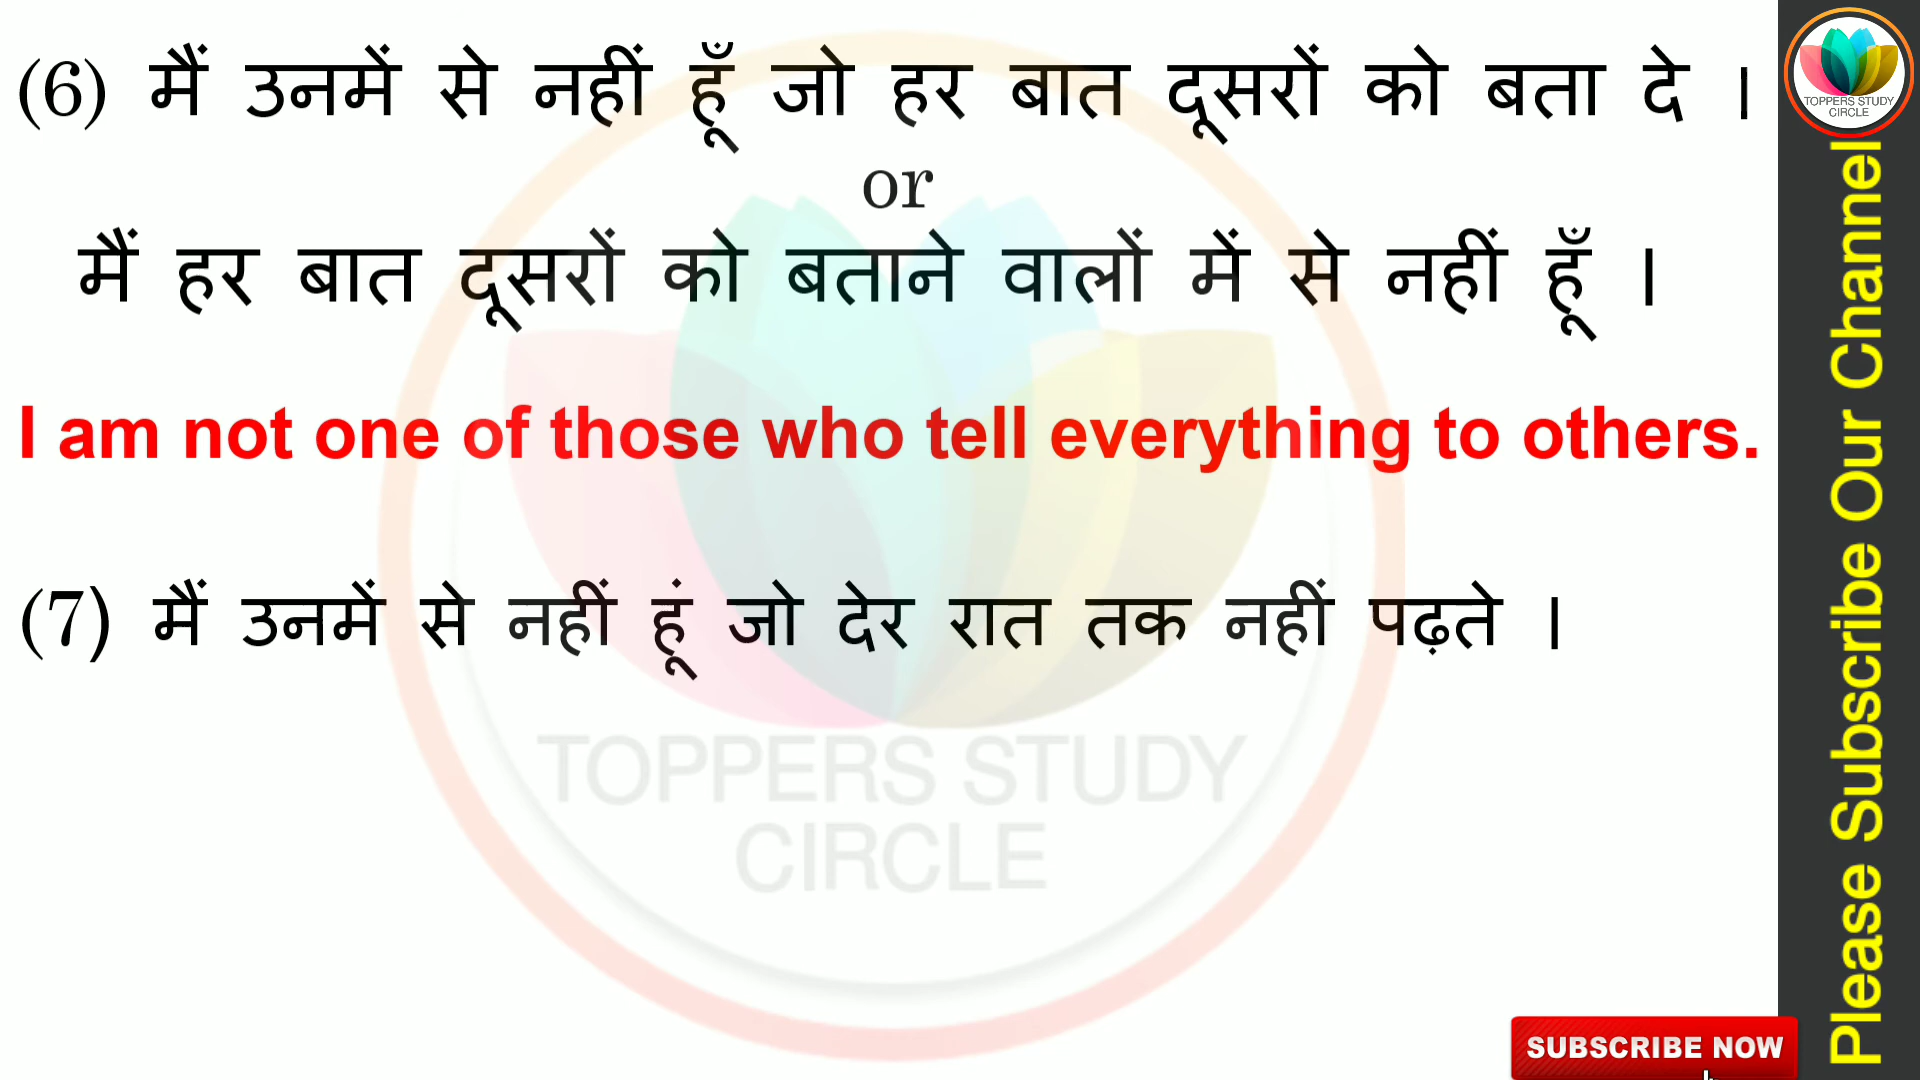 (6) मैं उनमें से नहीं हूँ जो हर बात दूसरों को बता दे ।
or
मैं हर बात दूसरों को बताने वालों में से नहीं हूँ ।
I am not one of those who tell everything to others.
(7) मैं उनमें से नहीं हूं जो देर रात तक नहीं पढ़ते ।
TOPPERS STUDY
CIRCLE
TOPPERS STUDY
CIRCLE
Please Subscribe Our Channel
SUBSCRIBE NOW